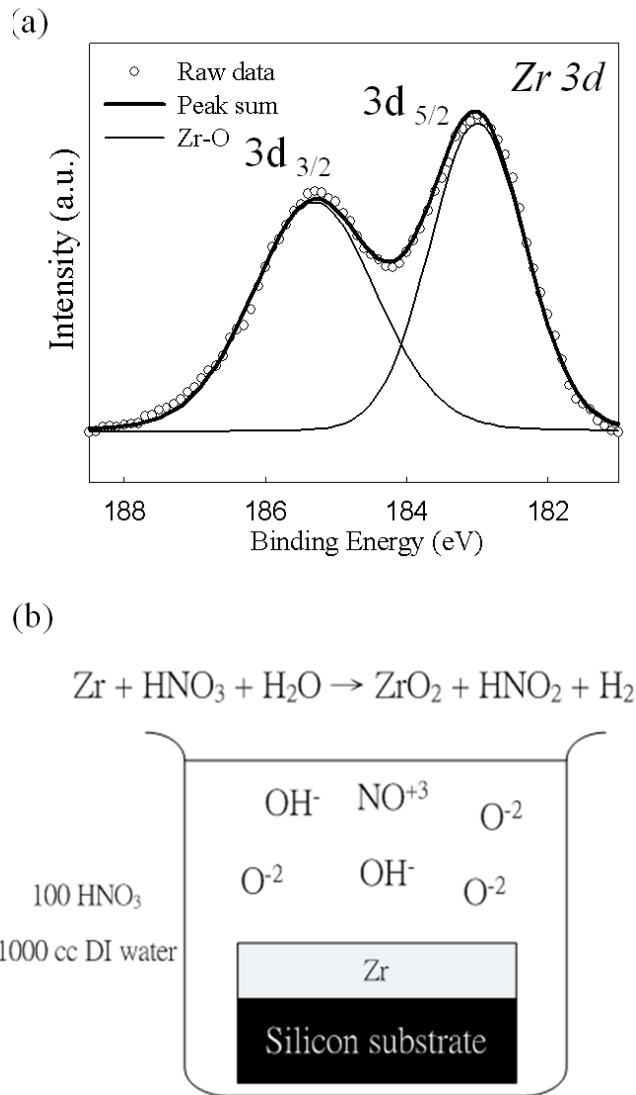 (a)
Raw data
Peak sum
Zr-O
Zr 3d
3d 5/2
3d 3/2
Intensity (a.u.)
188 186 184 182
Binding Energy (eV)
(b)
Zr + HNO₃ + H₂O → ZrO₂ + HNO₂ + H₂
OH⁻ NO⁺³ O⁻²
O⁻² OH⁻ O⁻²
100 HNO₃
1000 cc DI water
Zr
Silicon substrate